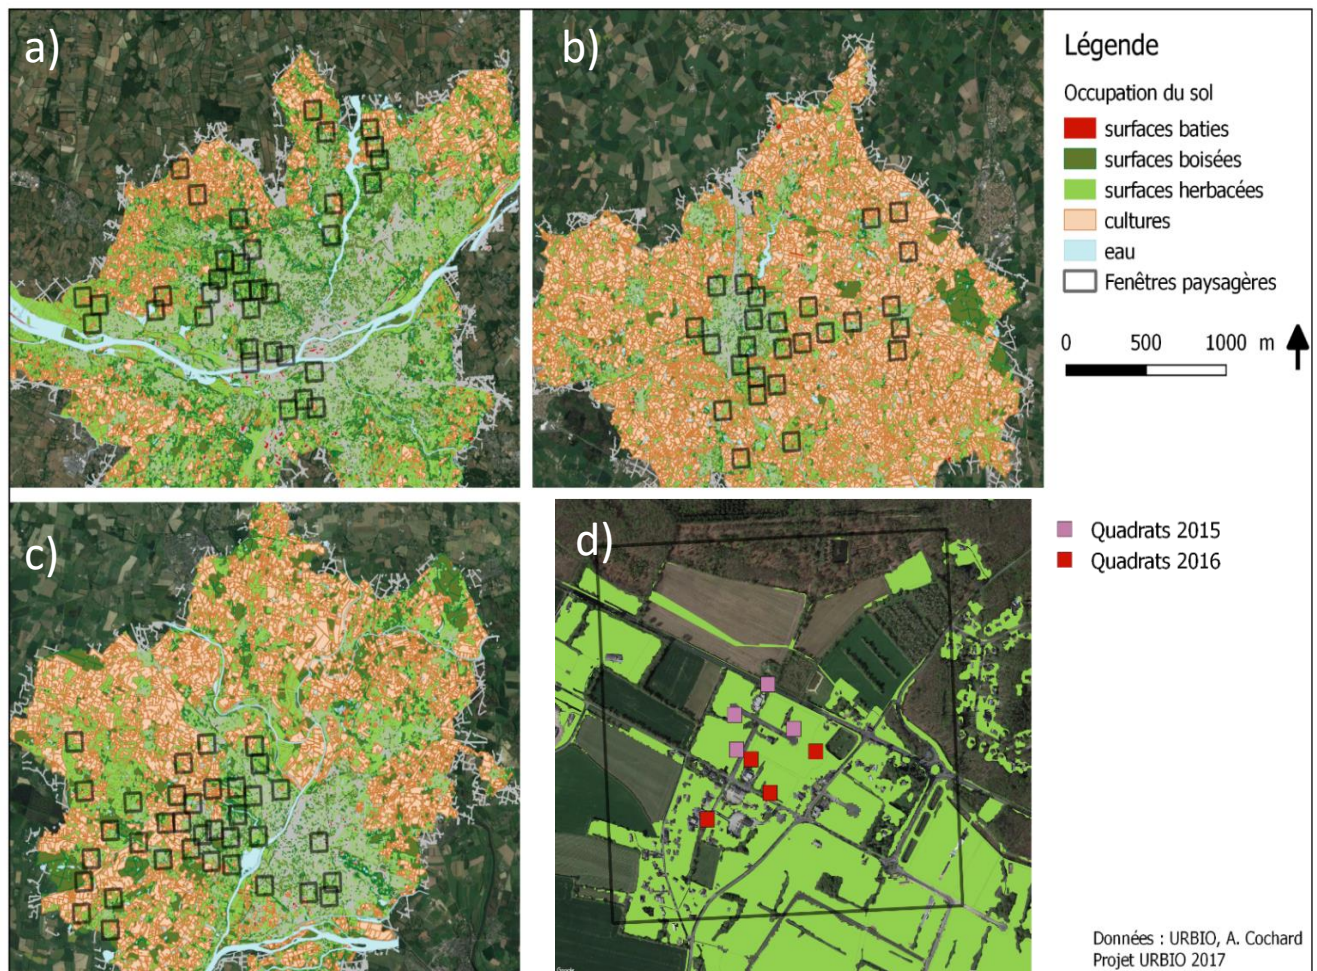 a)
b)
Légende
Occupation du sol
surfaces baties
surfaces boisées
surfaces herbacées
cultures
eau
Fenêtres paysagères
0 500 1000 m
c)
d)
Quadrats 2015
Quadrats 2016
Données : URBIO, A. Cochard
Projet URBIO 2017